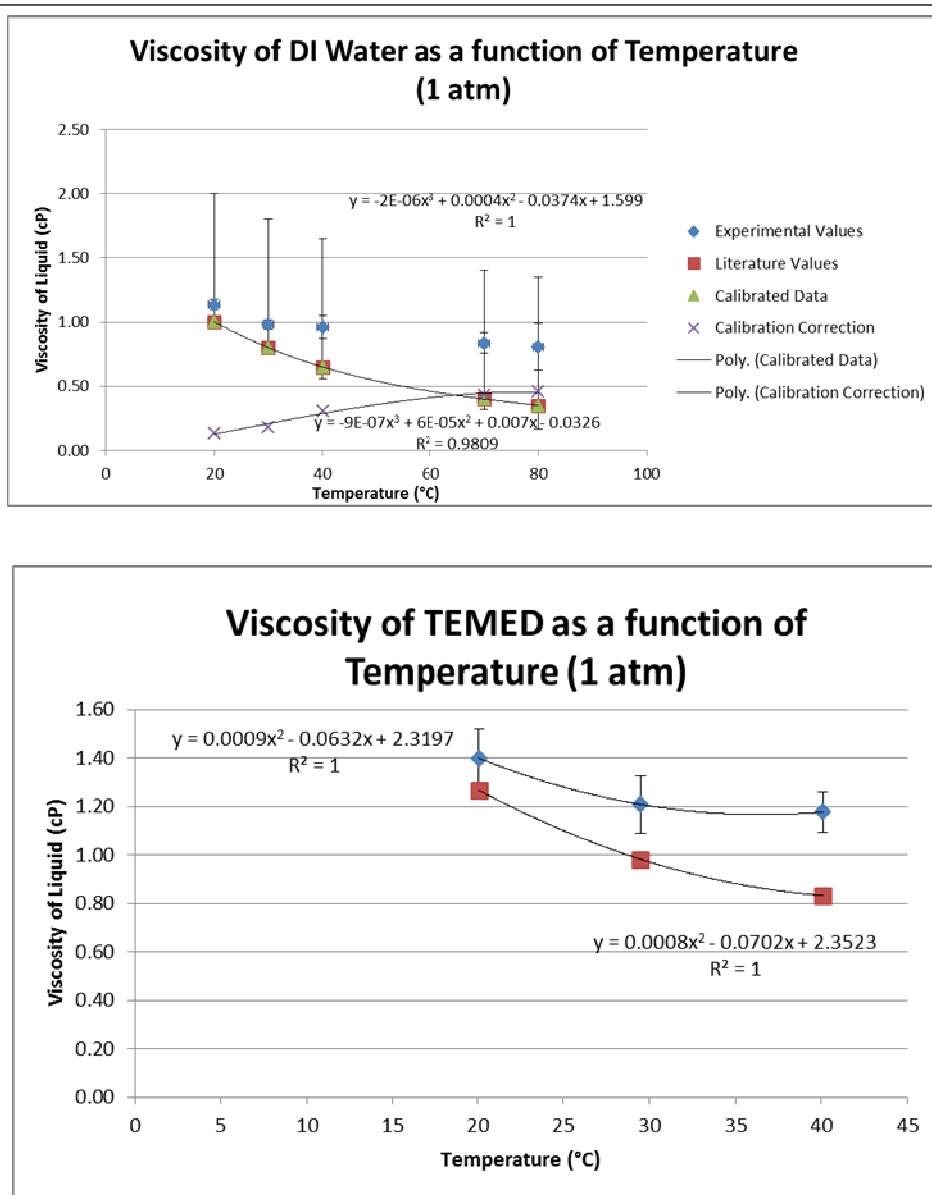 Viscosity of DI Water as a function of Temperature
(1 atm)
Viscosity of Liquid (cP)
2.50
2.00
1.50
1.00
0.50
0.00
y = -2E-06x³ + 0.0004x² - 0.0374x + 1.599
R² = 1
y = -9E-07x³ + 6E-05x² + 0.007x - 0.0326
R² = 0.9809
0 20 40 60 80 100
Temperature (°C)
Experimental Values
Literature Values
Calibrated Data
Calibration Correction
Poly. (Calibrated Data)
Poly. (Calibration Correction)
Viscosity of TEMED as a function of
Temperature (1 atm)
Viscosity of Liquid (cP)
1.60
1.40
1.20
1.00
0.80
0.60
0.40
0.20
0.00
y = 0.0009x² - 0.0632x + 2.3197
R² = 1
y = 0.0008x² - 0.0702x + 2.3523
R² = 1
0 5 10 15 20 25 30 35 40 45
Temperature (°C)